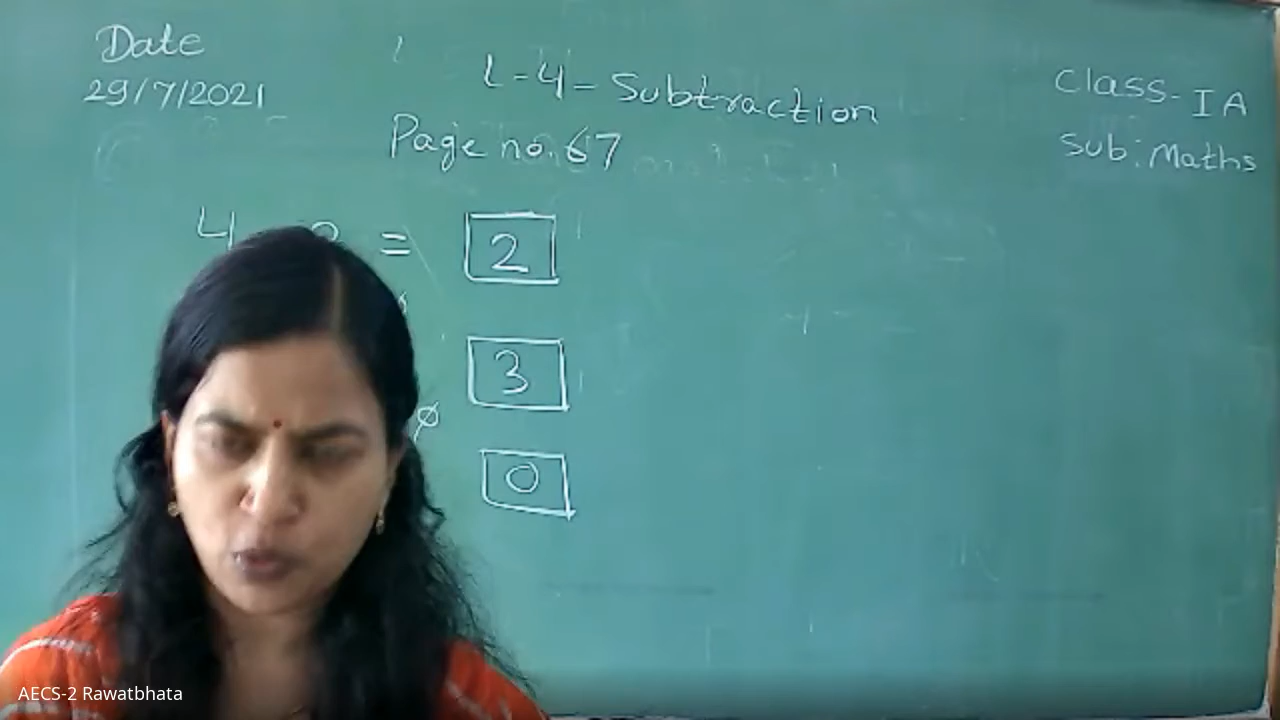 Date
29/7/2021
L-4-Subtraction
Page no. 67
Class-IA
Sub: Maths
4 = 2
3
0
AECS-2 Rawatbhata